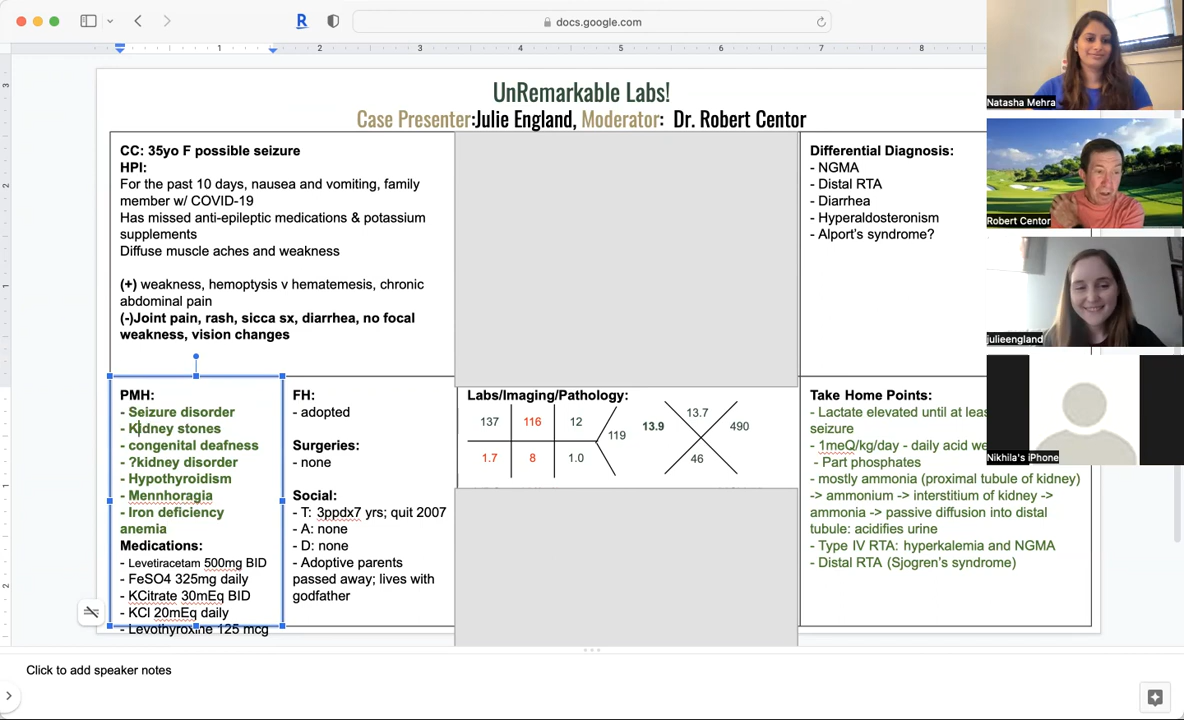 docs.google.com
1 2 3 4 5 6 7 8
UnRemarkable Labs!
Case Presenter:Julie England, Moderator: Dr. Robert Centor
CC: 35yo F possible seizure
HPI:
For the past 10 days, nausea and vomiting, family
member w/ COVID-19
Has missed anti-epileptic medications & potassium
supplements
Diffuse muscle aches and weakness
(+) weakness, hemoptysis v hematemesis, chronic
abdominal pain
(-)Joint pain, rash, sicca sx, diarrhea, no focal
weakness, vision changes
Differential Diagnosis:
- NGMA
- Distal RTA
- Diarrhea
- Hyperaldosteronism
- Alport's syndrome?
PMH:
- Seizure disorder
- Kidney stones
- congenital deafness
- ?kidney disorder
- Hypothyroidism
- Mennhoragia
- Iron deficiency
anemia
Medications:
- Levetiracetam 500mg BID
- FeSO4 325mg daily
- KCitrate 30mEq BID
- KCl 20mEq daily
- Levothyroxine 125 mcg
FH:
- adopted
Surgeries:
- none
Social:
- T: 3ppdx7 yrs; quit 2007
- A: none
- D: none
- Adoptive parents
passed away; lives with
godfather
Labs/Imaging/Pathology:
137 116 12
119
1.7 8 1.0
13.7
13.9 490
46
Take Home Points:
- Lactate elevated until at leas
seizure
- 1meQ/kg/day - daily acid we
- Part phosphates
- mostly ammonia (proximal tubule of kidney)
-> ammonium -> interstitium of kidney ->
ammonia -> passive diffusion into distal
tubule: acidifies urine
- Type IV RTA: hyperkalemia and NGMA
- Distal RTA (Sjogren's syndrome)
Natasha Mehra
Robert Centor
julieengland
Nikhila's iPhone
Click to add speaker notes